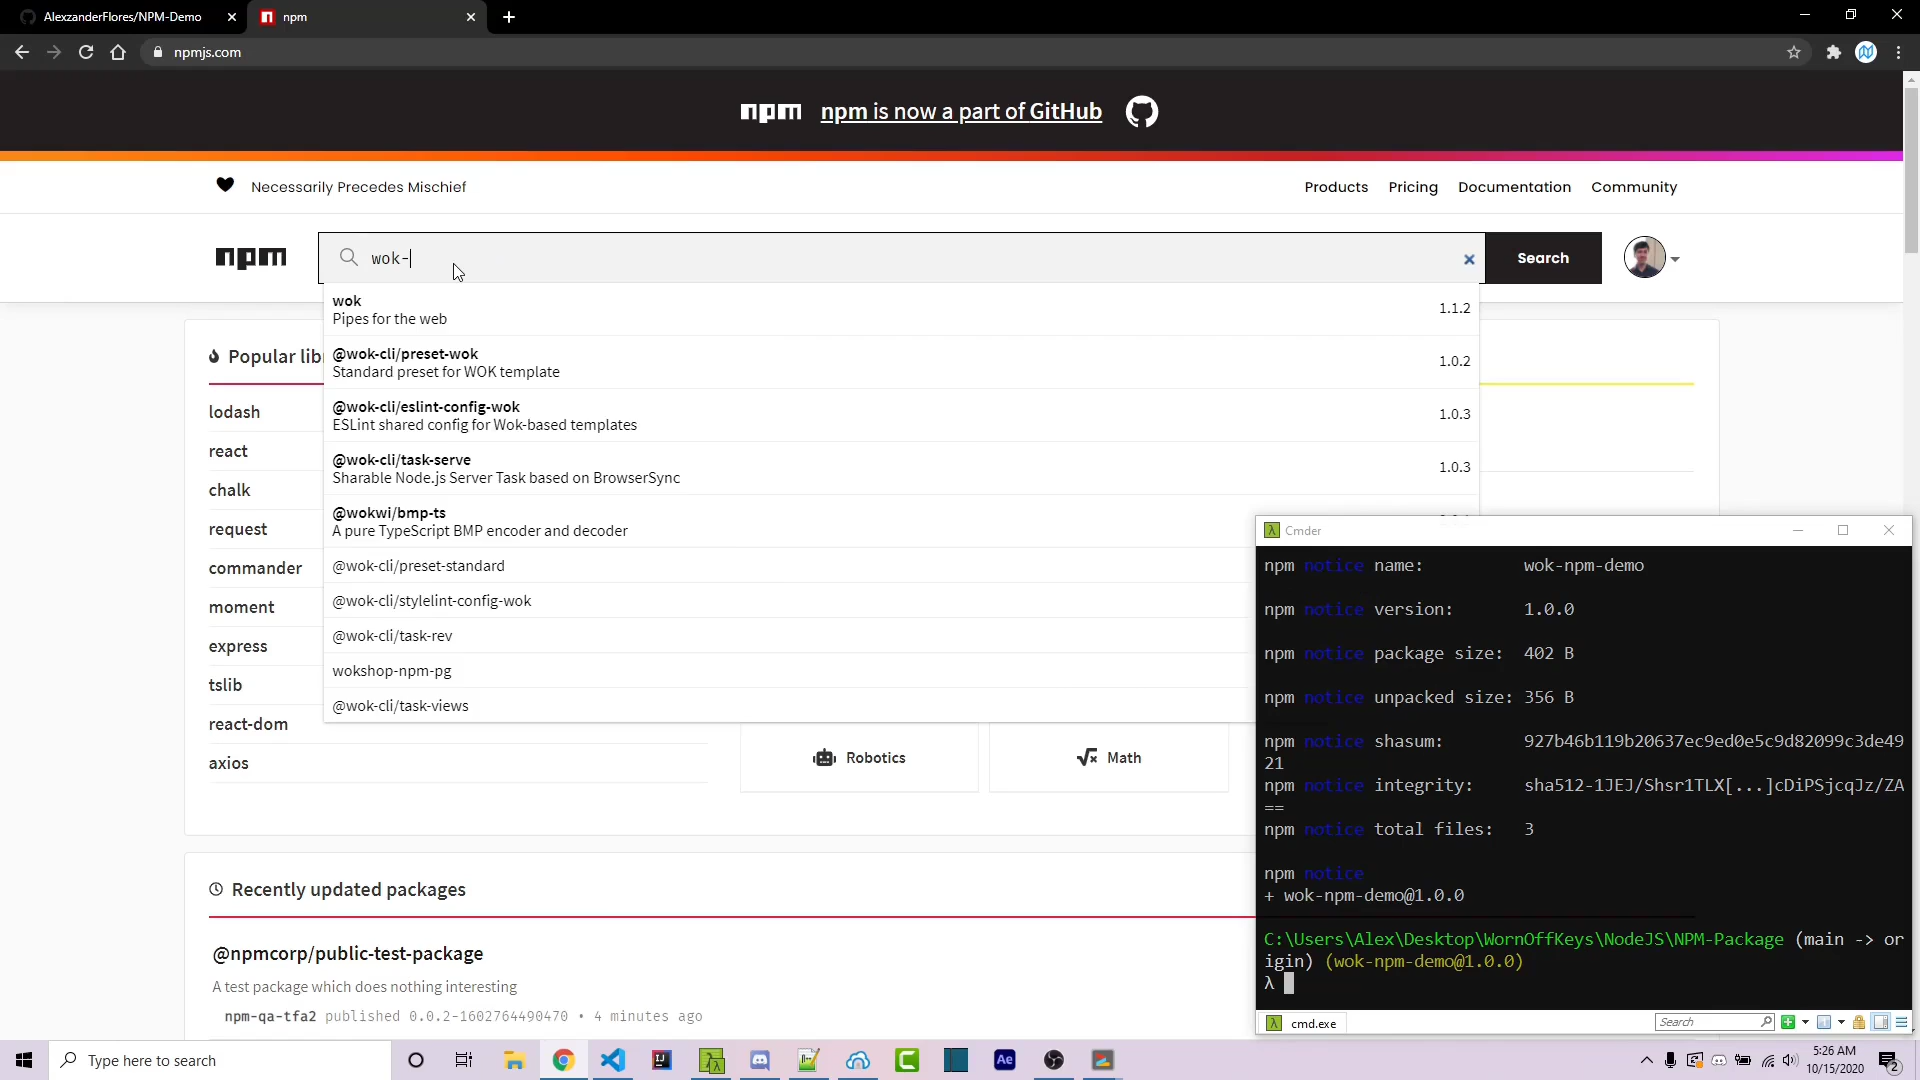 AlexzanderFlores/NPM-Demo
npm
npmjs.com
npm npm is now a part of GitHub
Necessarily Precedes Mischief
Products Pricing Documentation Community
npm
wok-
Search
wok
Pipes for the web
1.1.2
@wok-cli/preset-wok
Standard preset for WOK template
1.0.2
@wok-cli/eslint-config-wok
ESLint shared config for Wok-based templates
1.0.3
@wok-cli/task-serve
Sharable Node.js Server Task based on BrowserSync
1.0.3
@wokwi/bmp-ts
A pure TypeScript BMP encoder and decoder
@wok-cli/preset-standard
@wok-cli/stylelint-config-wok
@wok-cli/task-rev
wokshop-npm-pg
@wok-cli/task-views
Popular lib
lodash
react
chalk
request
commander
moment
express
tslib
react-dom
axios
Robotics
Math
Recently updated packages
@npmcorp/public-test-package
A test package which does nothing interesting
npm-qa-tfa2 published 0.0.2-1602764490470 • 4 minutes ago
Cmder
npm notice name: wok-npm-demo
npm notice version: 1.0.0
npm notice package size: 402 B
npm notice unpacked size: 356 B
npm notice shasum: 927b46b119b20637ec9ed0e5c9d82099c3de49
21
npm notice integrity: sha512-1JEJ/Shsr1TLX[...]cDiPSjcqJz/ZA
==
npm notice total files: 3
npm notice
+ wok-npm-demo@1.0.0
C:\Users\Alex\Desktop\WornOffKeys\NodeJS\NPM-Package (main -> or
igin) (wok-npm-demo@1.0.0)
λ
cmd.exe
Search
Type here to search
5:26 AM
10/15/2020
2